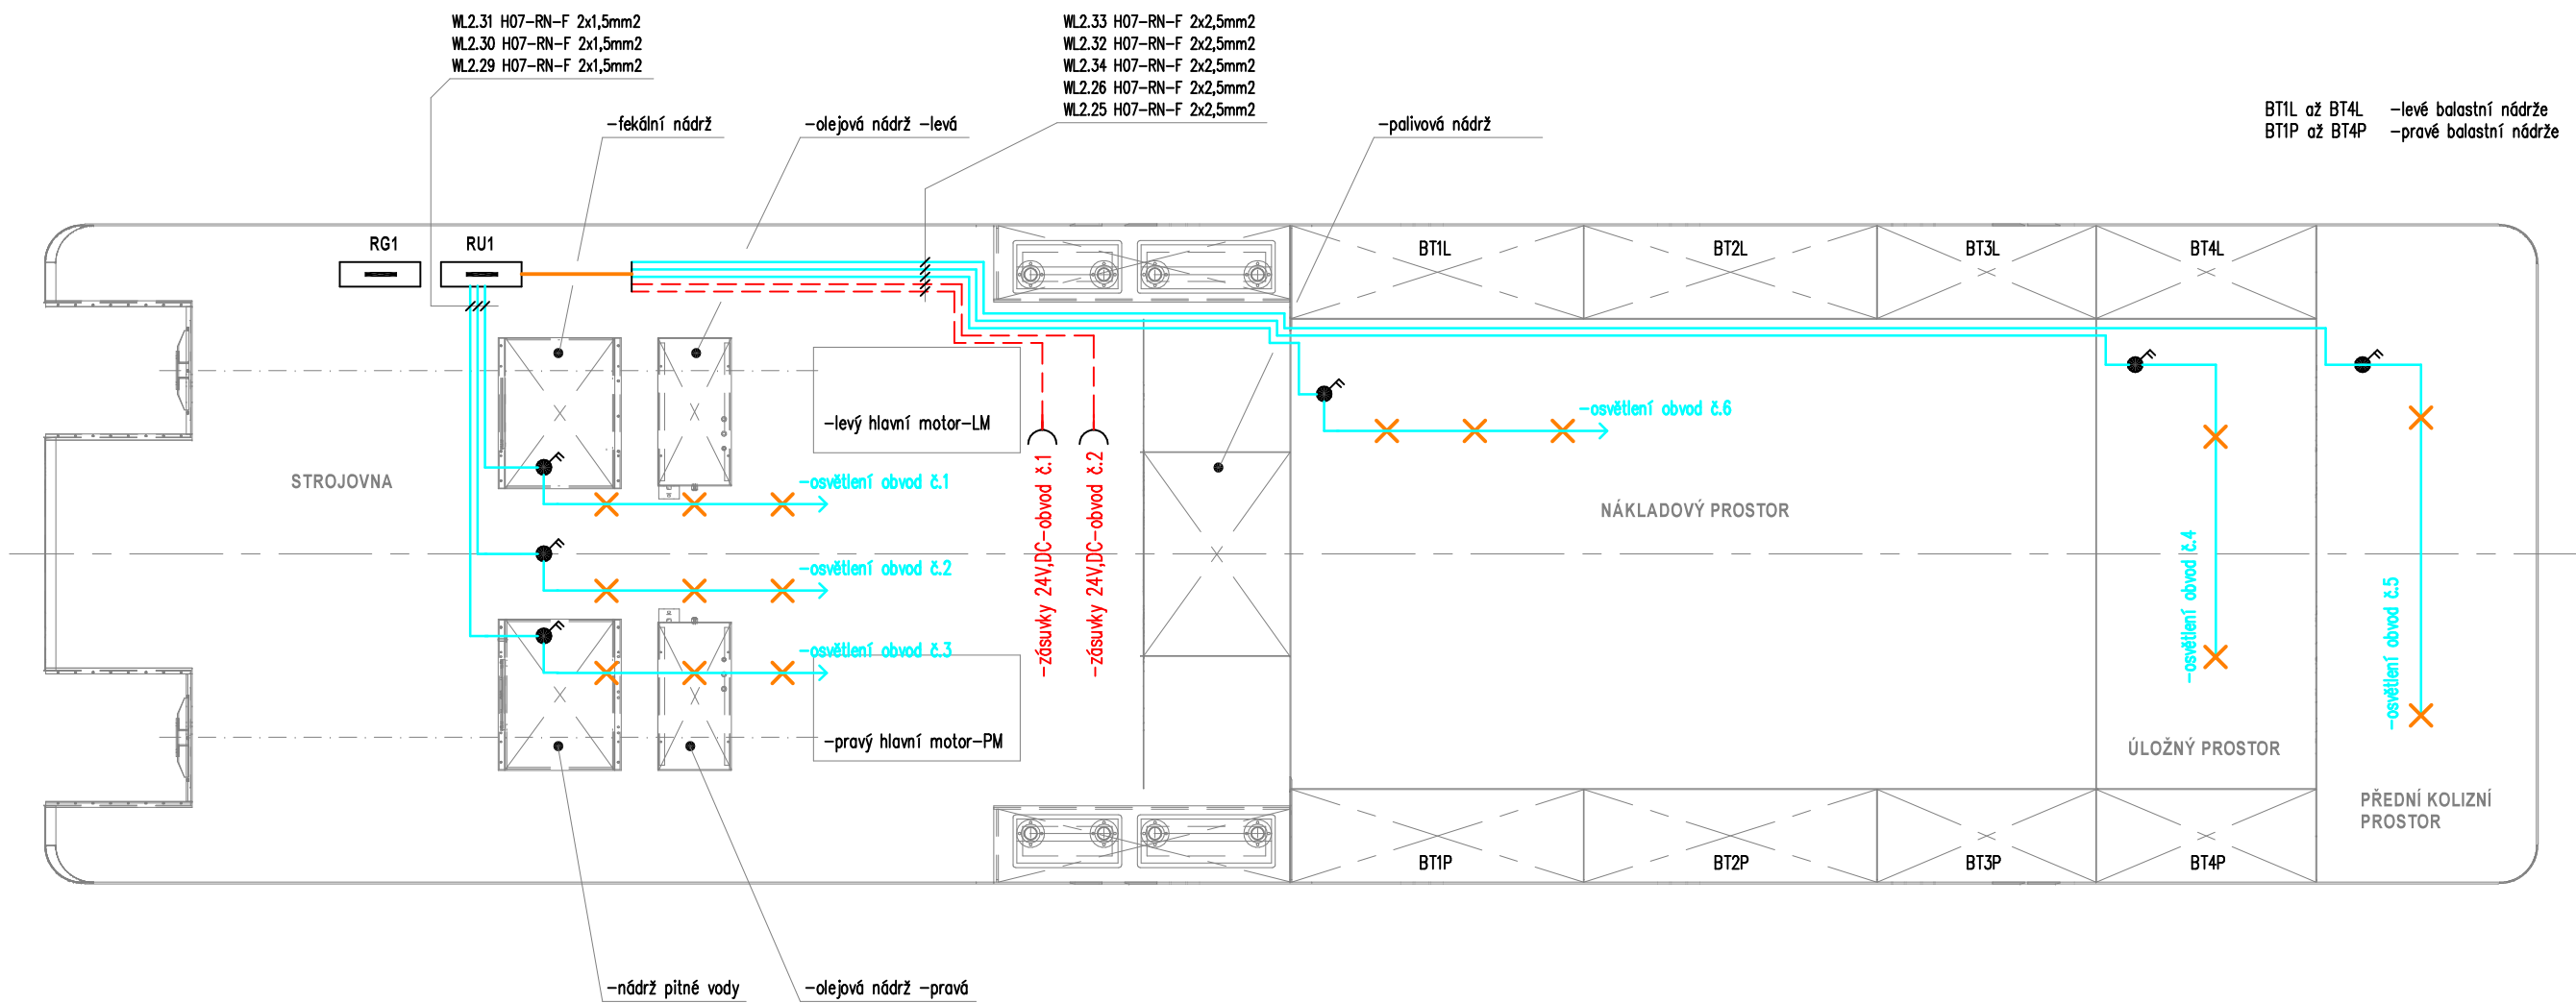 WL2.31 H07-RN-F 2x1,5mm2
WL2.30 H07-RN-F 2x1,5mm2
WL2.29 H07-RN-F 2x1,5mm2
WL2.33 H07-RN-F 2x2,5mm2
WL2.32 H07-RN-F 2x2,5mm2
WL2.34 H07-RN-F 2x2,5mm2
WL2.26 H07-RN-F 2x2,5mm2
WL2.25 H07-RN-F 2x2,5mm2
-fekální nádrž
-olejová nádrž -levá
-palivová nádrž
BT1L až BT4L -levé balastní nádrže
BT1P až BT4P -pravé balastní nádrže
RG1
RU1
BT1L
BT2L
BT3L
BT4L
-levý hlavní motor-LM
-osvětlení obvod č.6
STROJOVNA
-osvětlení obvod č.1
NÁKLADOVÝ PROSTOR
-zásuvky 24V,DC-obvod č.1
-zásuvky 24V,DC-obvod č.2
-osvětlení obvod č.2
-osvětlení obvod č.4
-osvětlení obvod č.5
-osvětlení obvod č.3
-pravý hlavní motor-PM
ÚLOŽNÝ PROSTOR
PŘEDNÍ KOLIZNÍ
PROSTOR
BT1P
BT2P
BT3P
BT4P
-nádrž pitné vody
-olejová nádrž -pravá